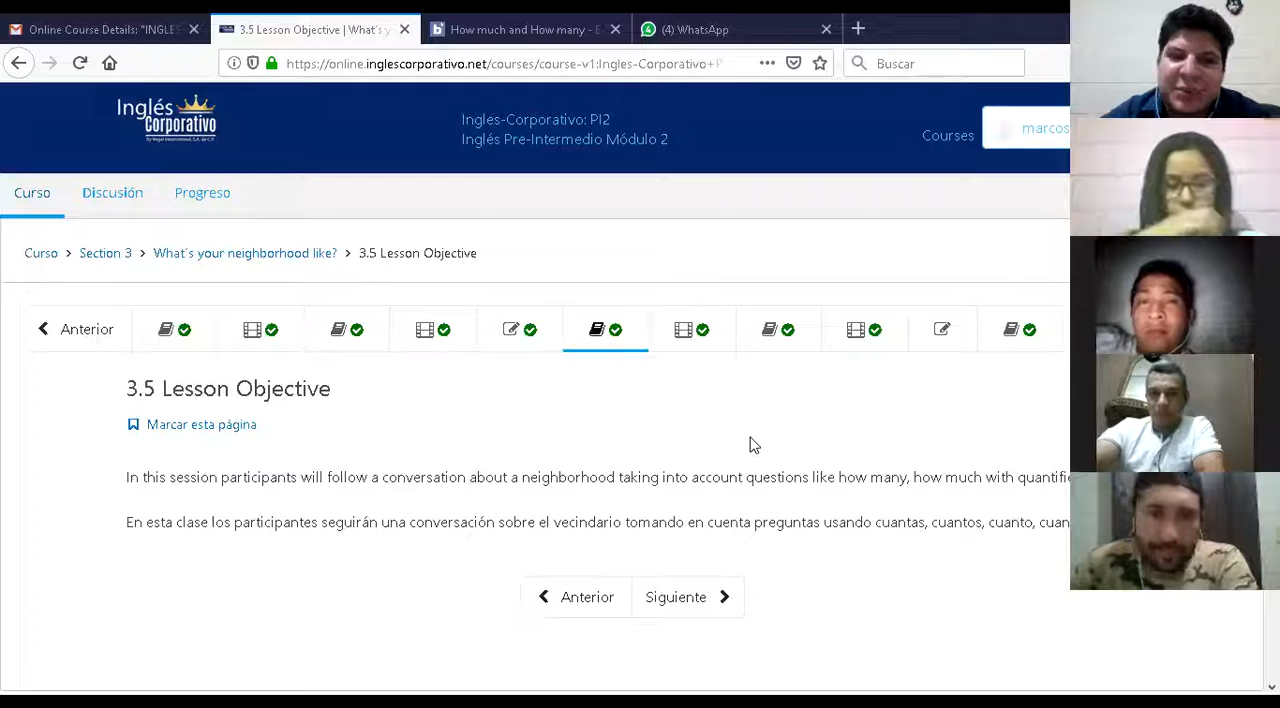 Online Course Details: "INGLES
3.5 Lesson Objective | What's y
How much and How many - E
(4) WhatsApp
https://online.inglescorporativo.net/courses/course-v1:Ingles-Corporativo+P
Buscar
Inglés
Corporativo
Ingles-Corporativo: PI2
Inglés Pre-Intermedio Módulo 2
Courses
marcos
Curso
Discusión
Progreso
Curso > Section 3 > What´s your neighborhood like? > 3.5 Lesson Objective
Anterior
3.5 Lesson Objective
Marcar esta página
In this session participants will follow a conversation about a neighborhood taking into account questions like how many, how much with quantifie
En esta clase los participantes seguirán una conversación sobre el vecindario tomando en cuenta preguntas usando cuantas, cuantos, cuanto, cuan
Anterior
Siguiente